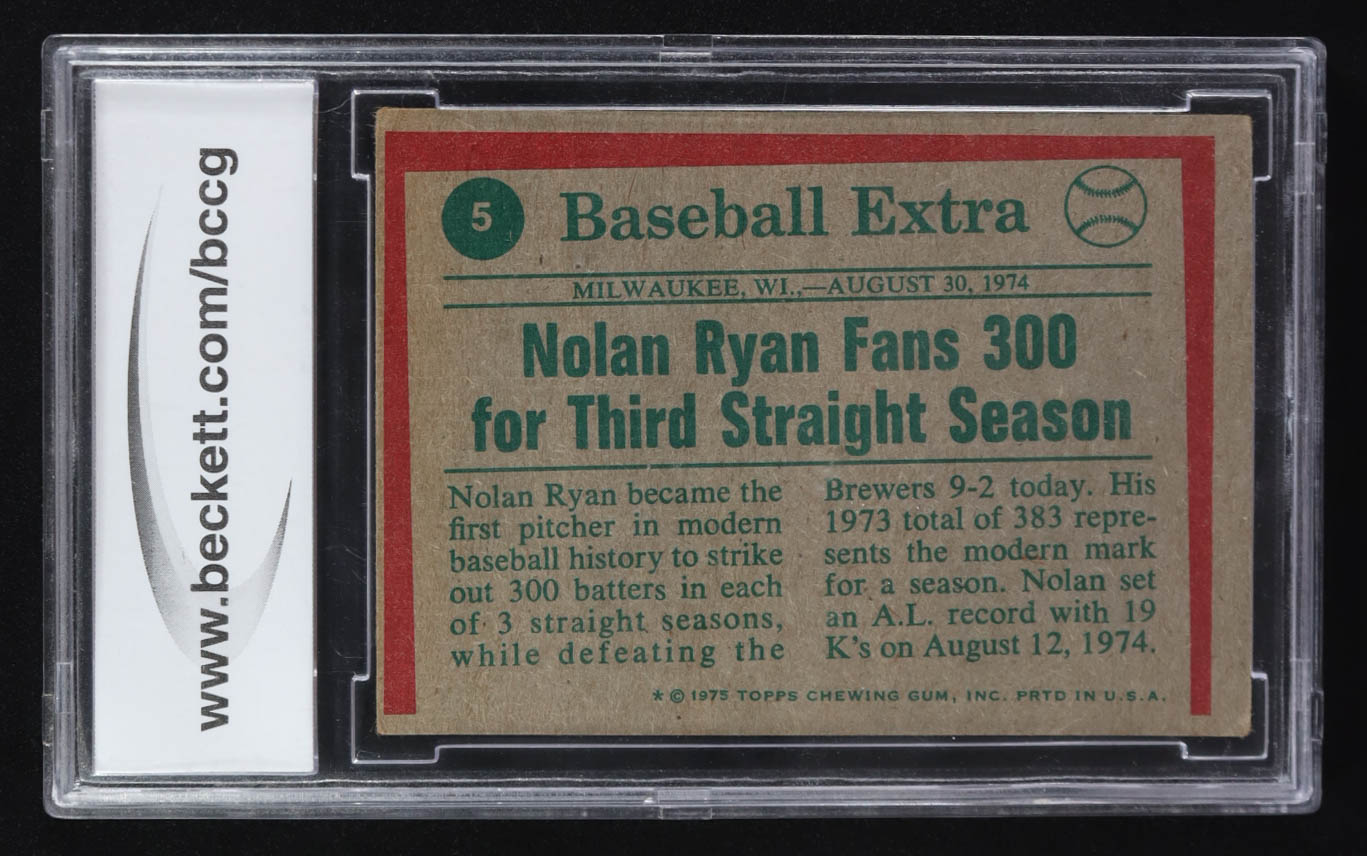 www.beckett.com/bccg
5
Baseball Extra
MILWAUKEE, WI.,—AUGUST 30, 1974
Nolan Ryan Fans 300
for Third Straight Season
Nolan Ryan became the
first pitcher in modern
baseball history to strike
out 300 batters in each
of 3 straight seasons,
while defeating the
Brewers 9-2 today. His
1973 total of 383 repre-
sents the modern mark
for a season. Nolan set
an A.L. record with 19
K's on August 12, 1974.
* © 1975 TOPPS CHEWING GUM, INC. PRTD IN U.S.A.